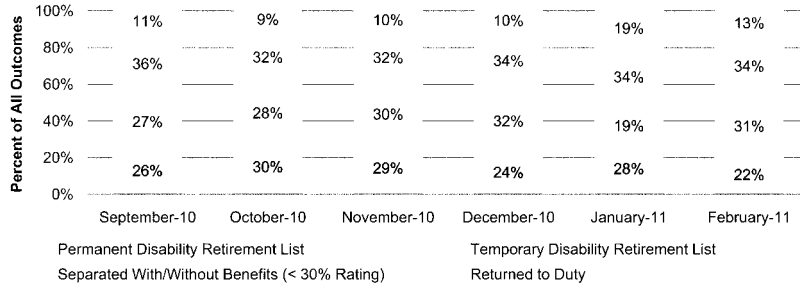 Percent of All Outcomes
100%
80%
60%
40%
20%
0%
11% 9% 10% 10% 19% 13%
36% 32% 32% 34% 34% 34%
27% 28% 30% 32% 19% 31%
26% 30% 29% 24% 28% 22%
September-10 October-10 November-10 December-10 January-11 February-11
Permanent Disability Retirement List Temporary Disability Retirement List
Separated With/Without Benefits (< 30% Rating) Returned to Duty